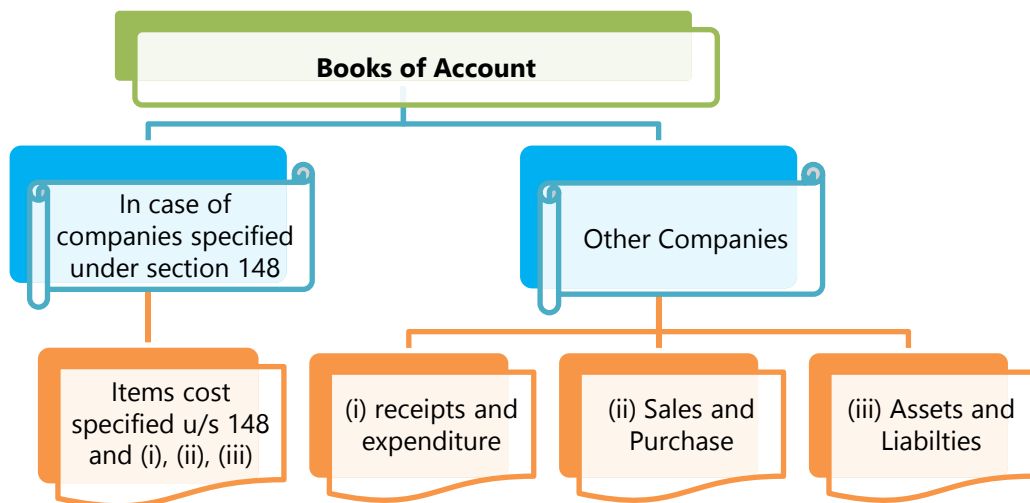 Books of Account
In case of
companies specified
under section 148
Other Companies
Items cost
specified u/s 148
and (i), (ii), (iii)
(i) receipts and
expenditure
(ii) Sales and
Purchase
(iii) Assets and
Liabilties